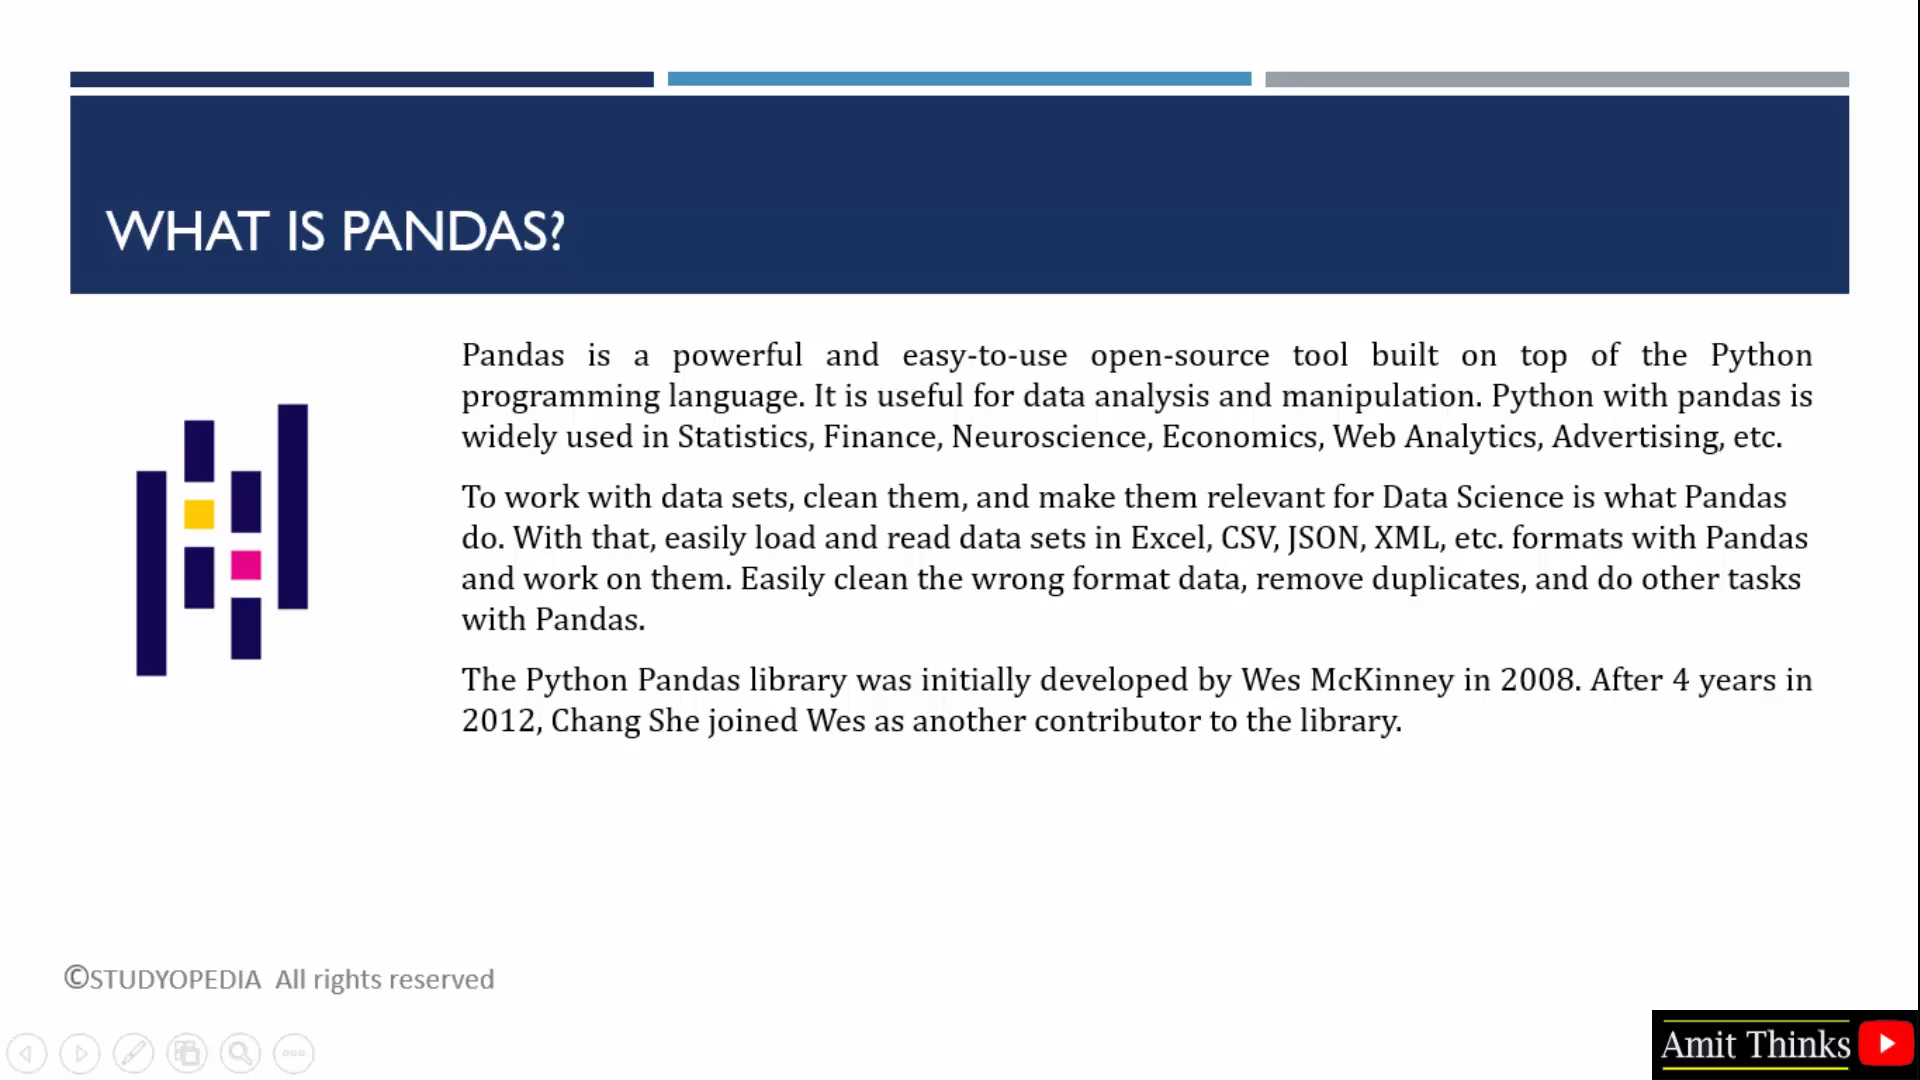 WHAT IS PANDAS?
Pandas is a powerful and easy-to-use open-source tool built on top of the Python
programming language. It is useful for data analysis and manipulation. Python with pandas is
widely used in Statistics, Finance, Neuroscience, Economics, Web Analytics, Advertising, etc.
To work with data sets, clean them, and make them relevant for Data Science is what Pandas
do. With that, easily load and read data sets in Excel, CSV, JSON, XML, etc. formats with Pandas
and work on them. Easily clean the wrong format data, remove duplicates, and do other tasks
with Pandas.
The Python Pandas library was initially developed by Wes McKinney in 2008. After 4 years in
2012, Chang She joined Wes as another contributor to the library.
©STUDYOPEDIA All rights reserved
Amit Thinks